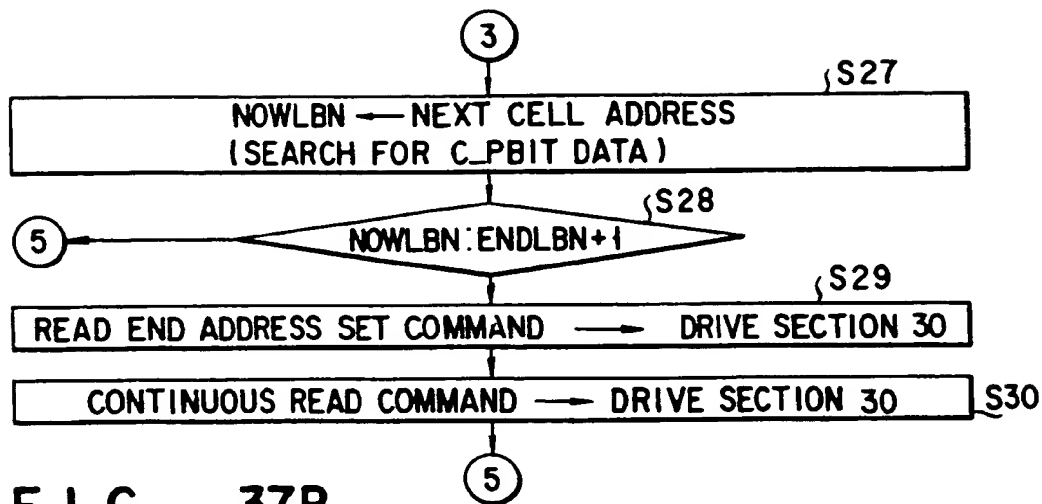 3
S27
NOWLBN ← NEXT CELL ADDRESS
(SEARCH FOR C_PBIT DATA)
S28
5
NOWLBN:ENDLBN+1
S29
READ END ADDRESS SET COMMAND → DRIVE SECTION 30
CONTINUOUS READ COMMAND → DRIVE SECTION 30
S30
5
FIG. 37B